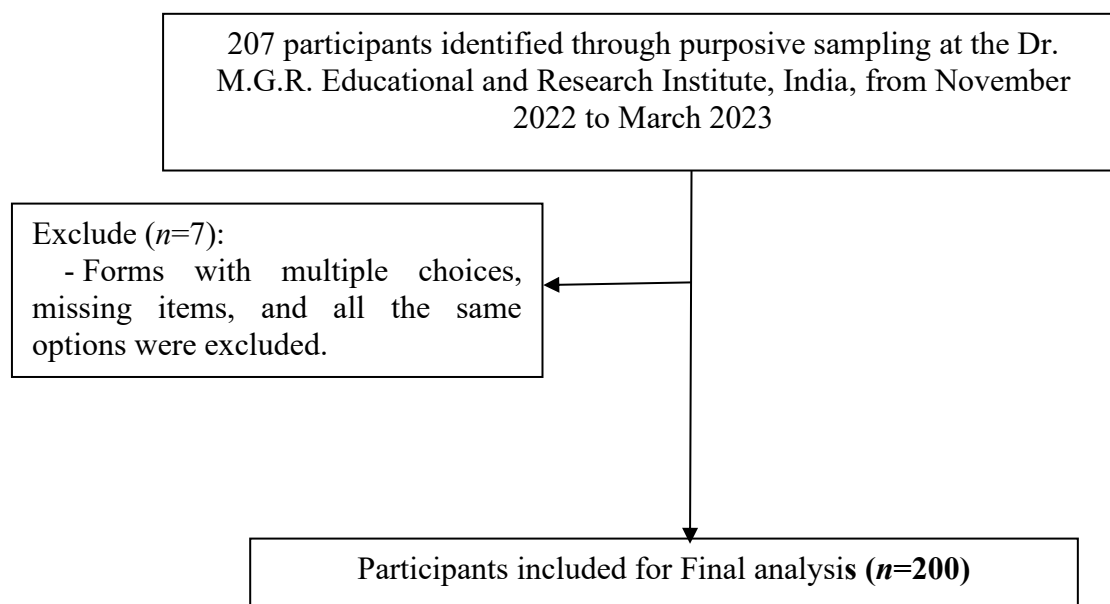 207 participants identified through purposive sampling at the Dr.
M.G.R. Educational and Research Institute, India, from November
2022 to March 2023
Exclude (n=7):
- Forms with multiple choices,
missing items, and all the same
options were excluded.
Participants included for Final analysis (n=200)